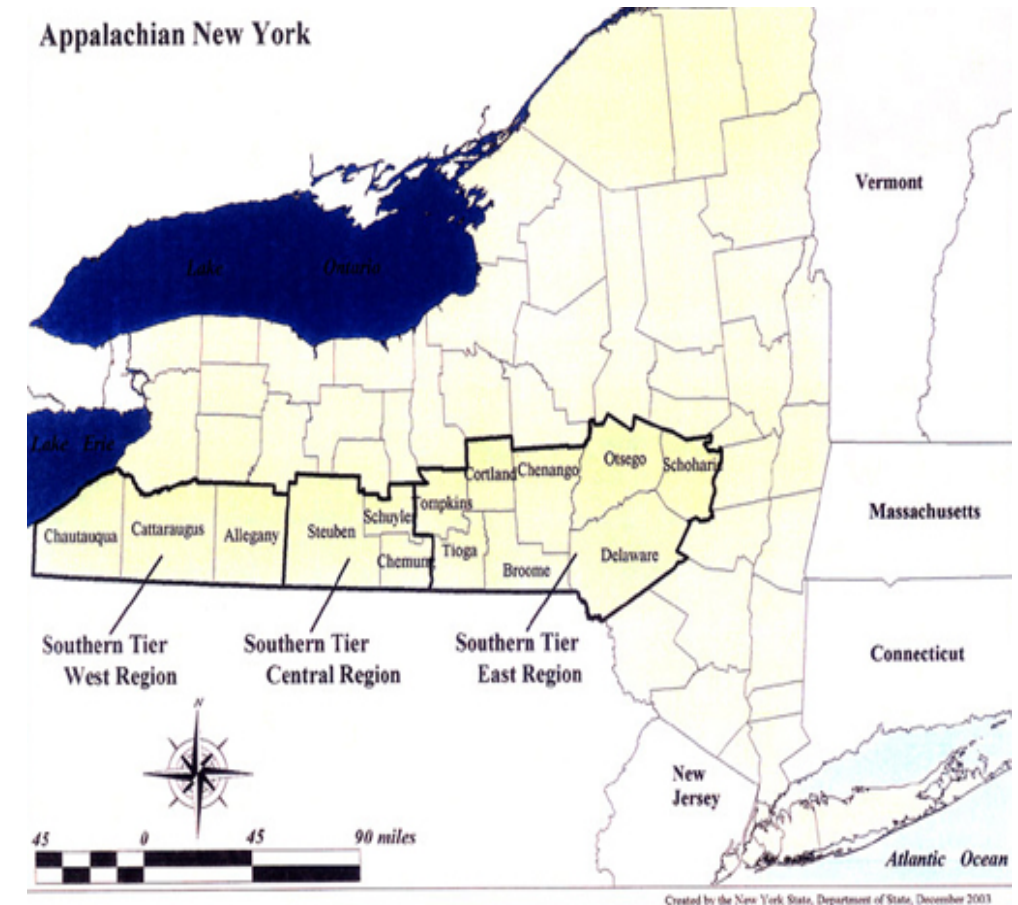 Appalachian New York
Vermont
Lake Ontario
Lake Erie
Otsego
Schoharie
Cortland
Chenango
Massachusetts
Tompkins
Schuyler
Steuben
Cattaraugus
Chautauqua
Allegany
Tioga
Delaware
Chemung
Broome
Southern Tier
West Region
Southern Tier
Central Region
Southern Tier
East Region
Connecticut
N
New
Jersey
45 0 45 90 miles
Atlantic Ocean
Created by the New York State, Department of State, December 2003